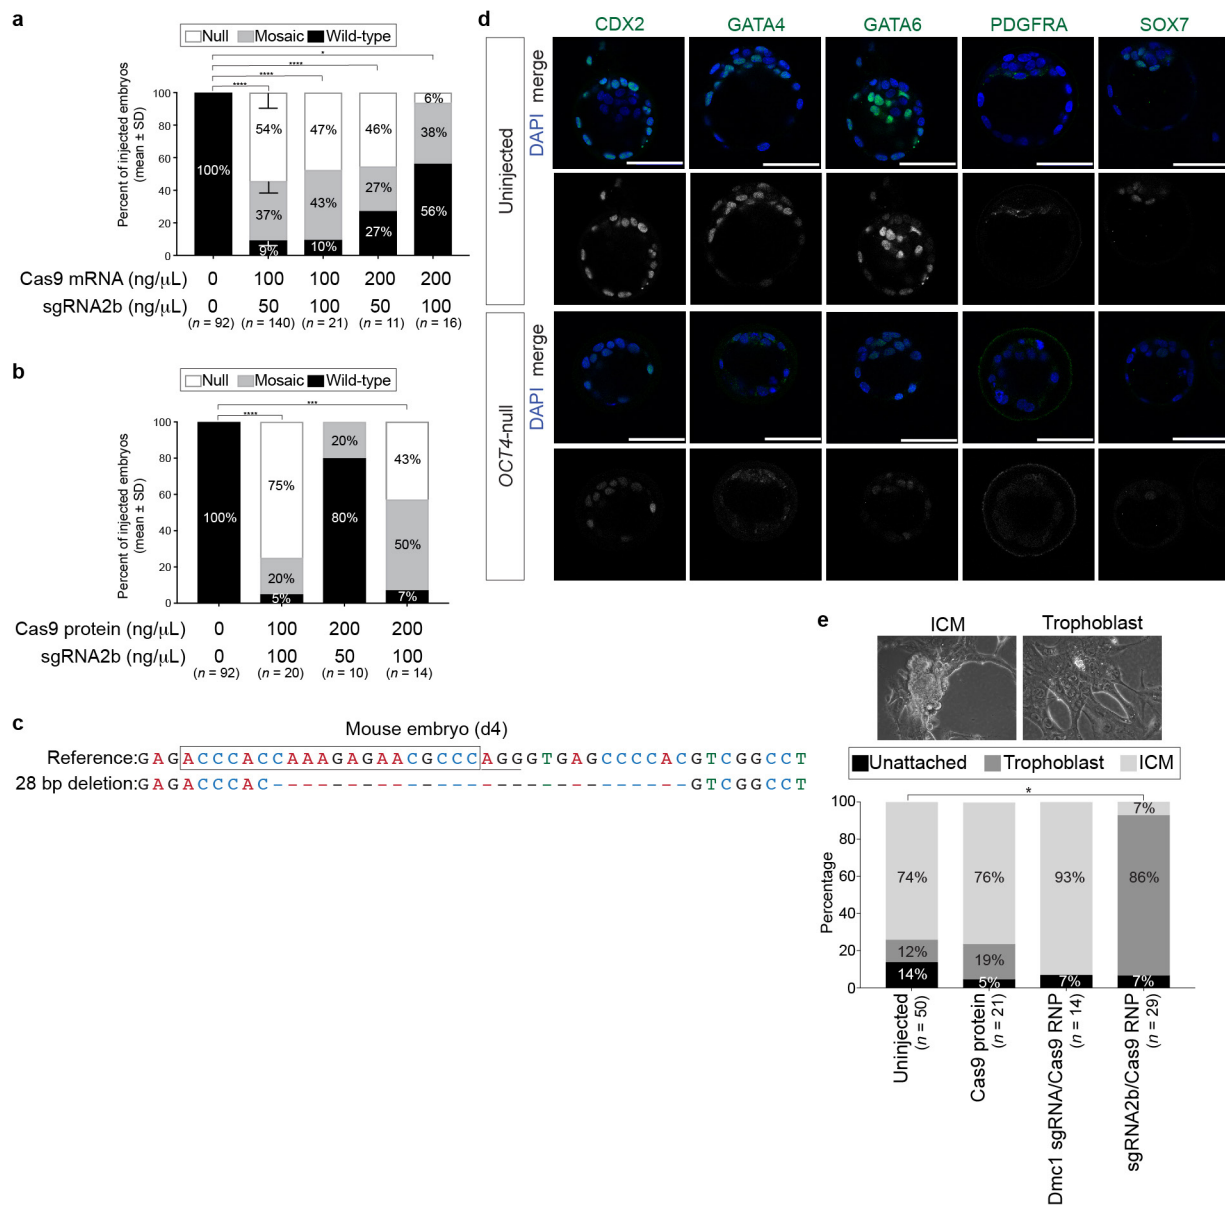 a
Null Mosaic Wild-type
*
****
****
****
Percent of injected embryos
(mean ± SD)
100
80
60
40
20
0
100%
54%
37%
9%
47%
43%
10%
46%
27%
27%
6%
38%
56%
Cas9 mRNA (ng/µL) 0 100 100 200 200
sgRNA2b (ng/µL) 0 50 100 50 100
(n = 92) (n = 140) (n = 21) (n = 11) (n = 16)
b
Null Mosaic Wild-type
***
****
Percent of injected embryos
(mean ± SD)
100
80
60
40
20
0
100%
75%
20%
5%
20%
80%
43%
50%
7%
Cas9 protein (ng/µL) 0 100 200 200
sgRNA2b (ng/µL) 0 100 50 100
(n = 92) (n = 20) (n = 10) (n = 14)
c
Mouse embryo (d4)
Reference:GAGACCCACCAAAGAGAACGCCCAGGGTGAGCCCCACGTCGGCCT
28 bp deletion:GAGACCCAC----------------------------GTCGGCCT
d
CDX2 GATA4 GATA6 PDGFRA SOX7
Uninjected
DAPI merge
OCT4-null
DAPI merge
e
ICM Trophoblast
Unattached Trophoblast ICM
*
Percentage
100
80
60
40
20
0
74%
12%
14%
76%
19%
5%
93%
7%
7%
86%
7%
Uninjected
(n = 50)
Cas9 protein
(n = 21)
Dmc1 sgRNA/Cas9 RNP
(n = 14)
sgRNA2b/Cas9 RNP
(n = 29)